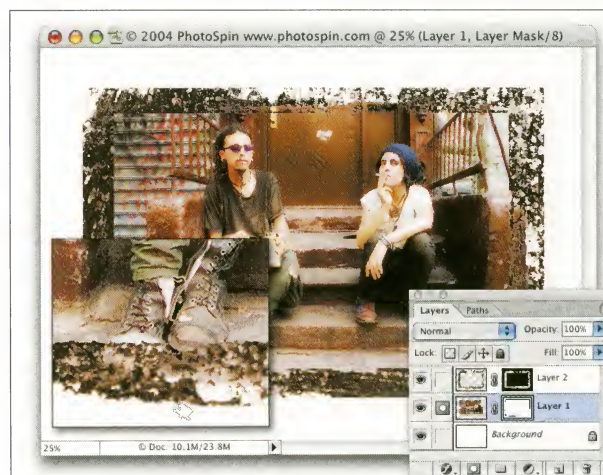 © 2004 PhotoSpin www.photospin.com @ 25% (Layer 1, Layer Mask/8)
Layers Paths
Normal Opacity: 100%
Lock: Fill: 100%
Layer 2
Layer 1
Background
25% © Doc: 10.1M/23.8M